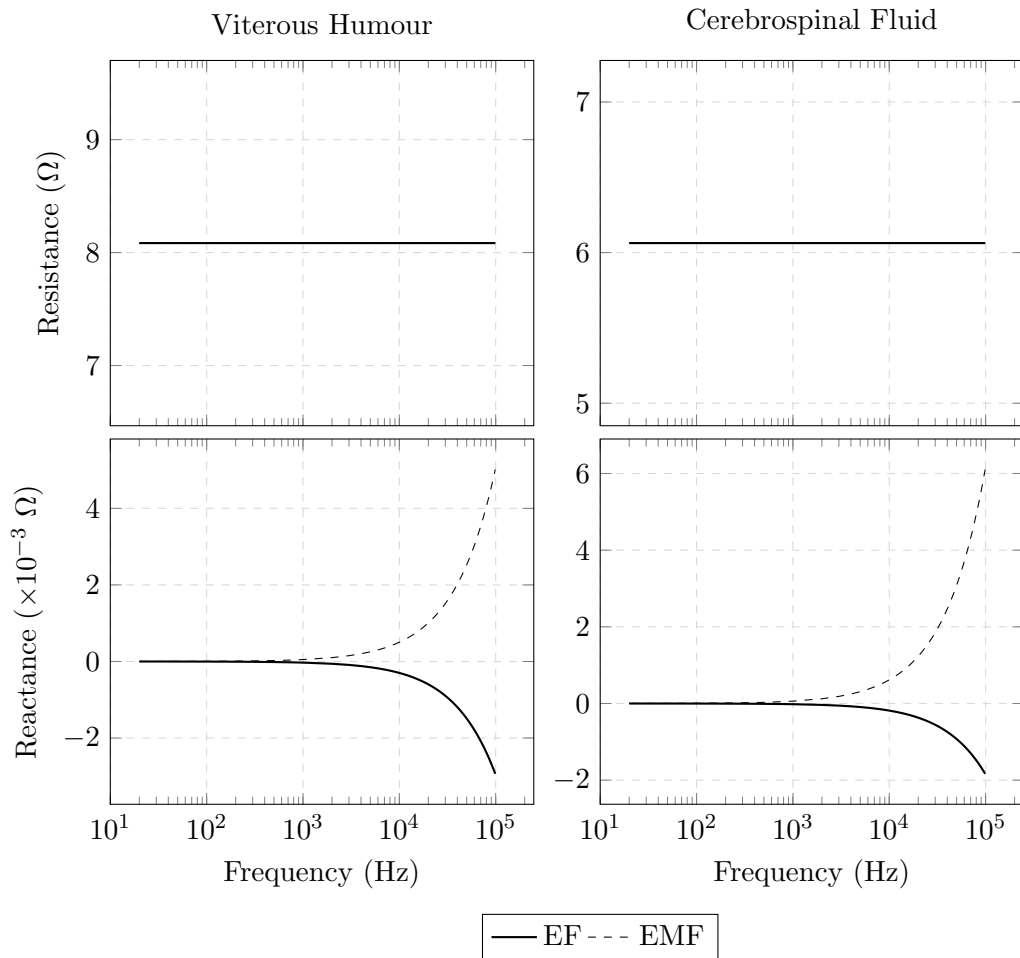 Viterous Humour
Cerebrospinal Fluid
Resistance (Ω)
9
8
7
7
6
5
Reactance (×10⁻³ Ω)
4
2
0
−2
6
4
2
0
−2
10¹ 10² 10³ 10⁴ 10⁵
10¹ 10² 10³ 10⁴ 10⁵
Frequency (Hz)
Frequency (Hz)
EF EMF